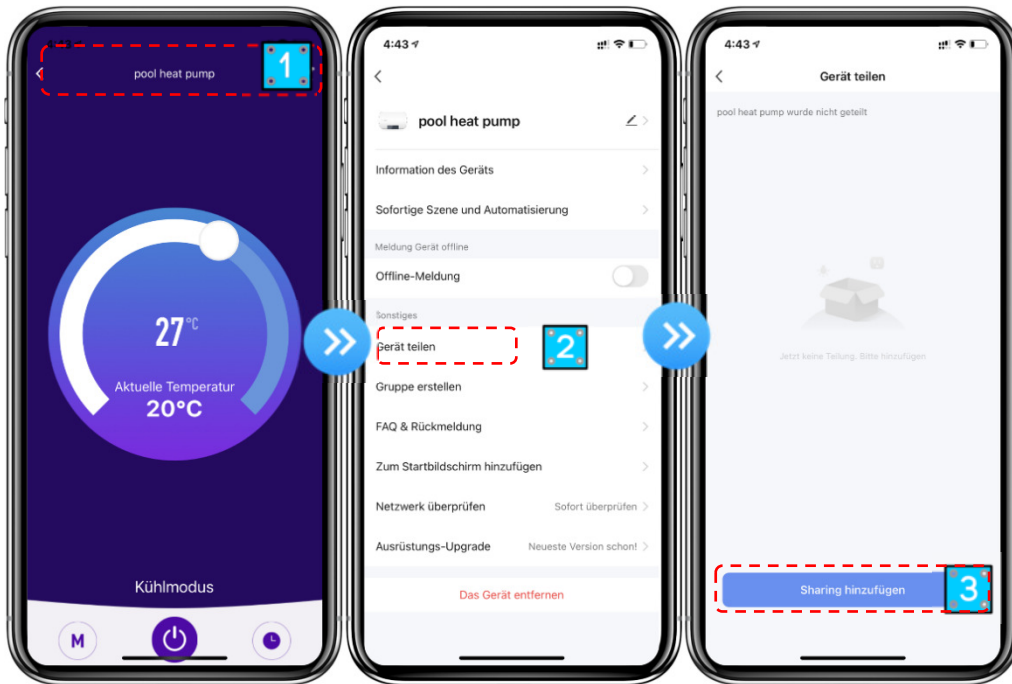 pool heat pump
1
27°C
Aktuelle Temperatur
20°C
Kühlmodus
M
4:43
pool heat pump
Information des Geräts
Sofortige Szene und Automatisierung
Meldung Gerät offline
Offline-Meldung
Sonstiges
Gerät teilen
2
Gruppe erstellen
FAQ & Rückmeldung
Zum Startbildschirm hinzufügen
Netzwerk überprüfen Sofort überprüfen
Ausrüstungs-Upgrade Neueste Version schon!
Das Gerät entfernen
4:43
Gerät teilen
pool heat pump wurde nicht geteilt
Jetzt keine Teilung. Bitte hinzufügen
Sharing hinzufügen
3